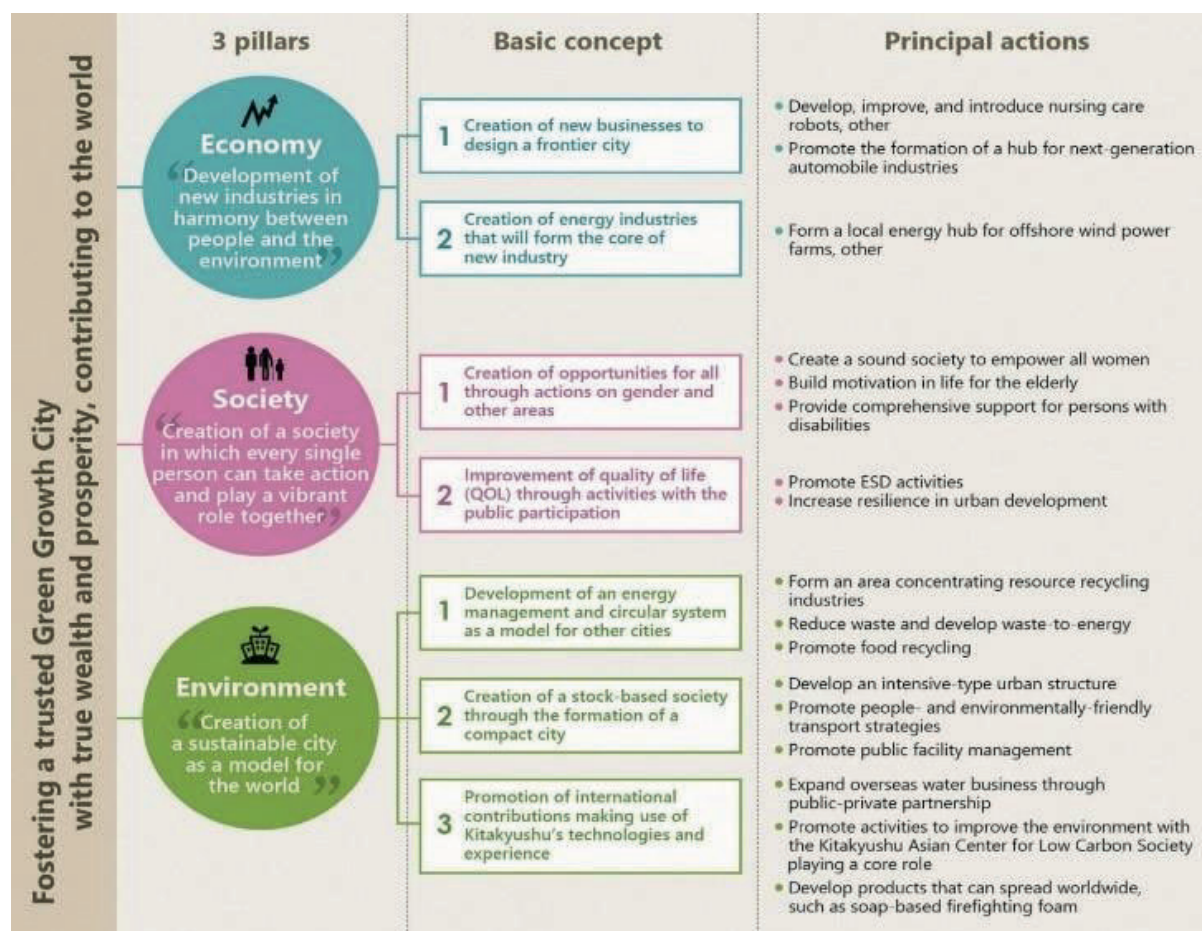 Fostering a trusted Green Growth City
with true wealth and prosperity, contributing to the world
3 pillars
Basic concept
Principal actions
Economy
“Development of
new industries in
harmony between
people and the
environment”
1 Creation of new businesses to
design a frontier city
• Develop, improve, and introduce nursing care
robots, other
• Promote the formation of a hub for next-generation
automobile industries
2 Creation of energy industries
that will form the core of
new industry
• Form a local energy hub for offshore wind power
farms, other
Society
“Creation of a society
in which every single
person can take action
and play a vibrant
role together”
1 Creation of opportunities for all
through actions on gender and
other areas
• Create a sound society to empower all women
• Build motivation in life for the elderly
• Provide comprehensive support for persons with
disabilities
2 Improvement of quality of life
(QOL) through activities with the
public participation
• Promote ESD activities
• Increase resilience in urban development
Environment
“Creation of
a sustainable city
as a model for
the world”
1 Development of an energy
management and circular system
as a model for other cities
• Form an area concentrating resource recycling
industries
• Reduce waste and develop waste-to-energy
• Promote food recycling
2 Creation of a stock-based society
through the formation of a
compact city
• Develop an intensive-type urban structure
• Promote people- and environmentally-friendly
transport strategies
• Promote public facility management
3 Promotion of international
contributions making use of
Kitakyushu's technologies and
experience
• Expand overseas water business through
public-private partnership
• Promote activities to improve the environment with
the Kitakyushu Asian Center for Low Carbon Society
playing a core role
• Develop products that can spread worldwide,
such as soap-based firefighting foam